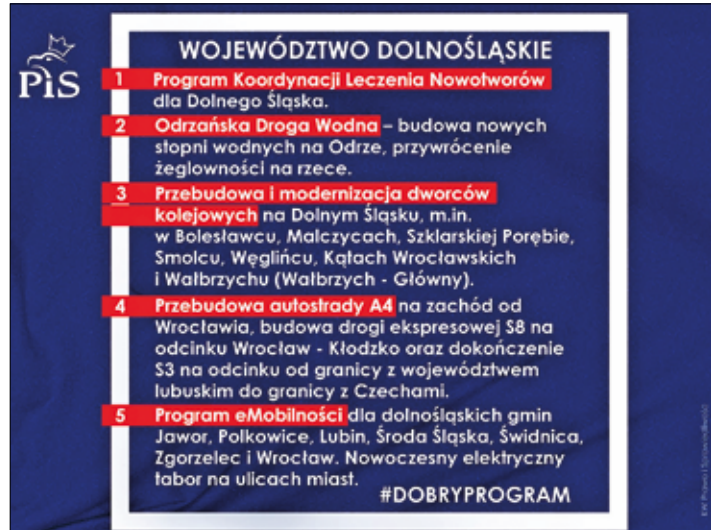 PiS
WOJEWÓDZTWO DOLNOŚLĄSKIE
1 Program Koordynacji Leczenia Nowotworów
dla Dolnego Śląska.
2 Odrzańska Droga Wodna – budowa nowych
stopni wodnych na Odrze, przywrócenie
żeglowności na rzece.
3 Przebudowa i modernizacja dworców
kolejowych na Dolnym Śląsku, m.in.
w Bolesławcu, Malczycach, Szklarskiej Porębie,
Smolcu, Węglińcu, Kątach Wrocławskich
i Wałbrzychu (Wałbrzych - Główny).
4 Przebudowa autostrady A4 na zachód od
Wrocławia, budowa drogi ekspresowej S8 na
odcinku Wrocław - Kłodzko oraz dokończenie
S3 na odcinku od granicy z województwem
lubuskim do granicy z Czechami.
5 Program eMobilności dla dolnośląskich gmin
Jawor, Polkowice, Lubin, Środa Śląska, Świdnica,
Zgorzelec i Wrocław. Nowoczesny elektryczny
tabor na ulicach miast.
#DOBRYPROGRAM
KW Prawo i Sprawiedliwość